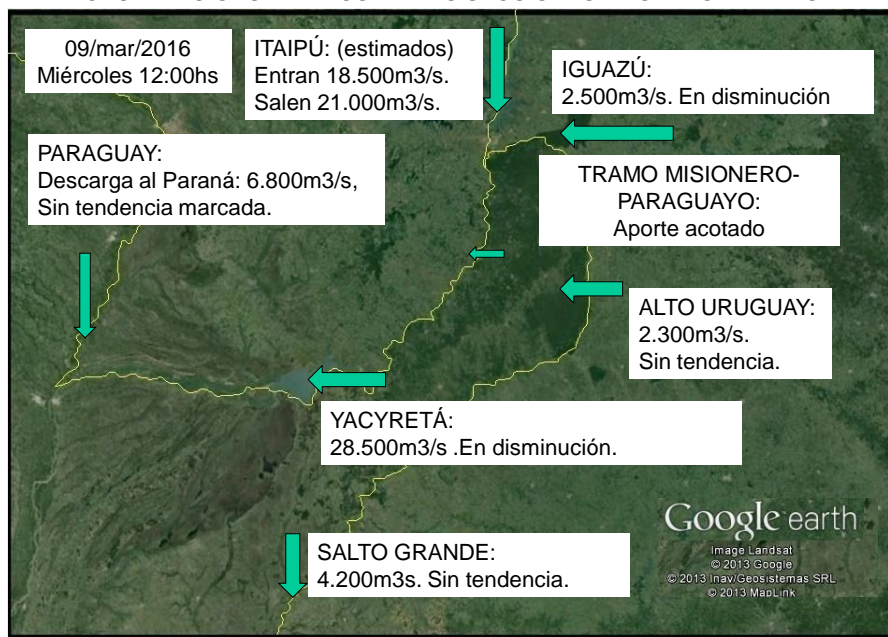 09/mar/2016
Miércoles 12:00hs
ITAIPÚ: (estimados)
Entran 18.500m3/s.
Salen 21.000m3/s.
IGUAZÚ:
2.500m3/s. En disminución
PARAGUAY:
Descarga al Paraná: 6.800m3/s,
Sin tendencia marcada.
TRAMO MISIONERO-
PARAGUAYO:
Aporte acotado
ALTO URUGUAY:
2.300m3/s.
Sin tendencia.
YACYRETÁ:
28.500m3/s .En disminución.
SALTO GRANDE:
4.200m3s. Sin tendencia.
Google earth
Image Landsat
© 2013 Google
© 2013 Inav/Geosistemas SRL
© 2013 MapLink